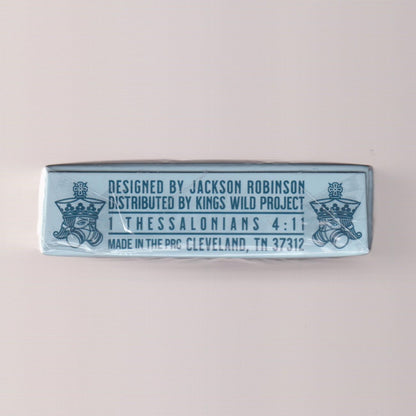 DESIGNED BY JACKSON ROBINSON
DISTRIBUTED BY KINGS WILD PROJECT
1 THESSALONIANS 4:11
MADE IN THE PRC CLEVELAND, TN 37312